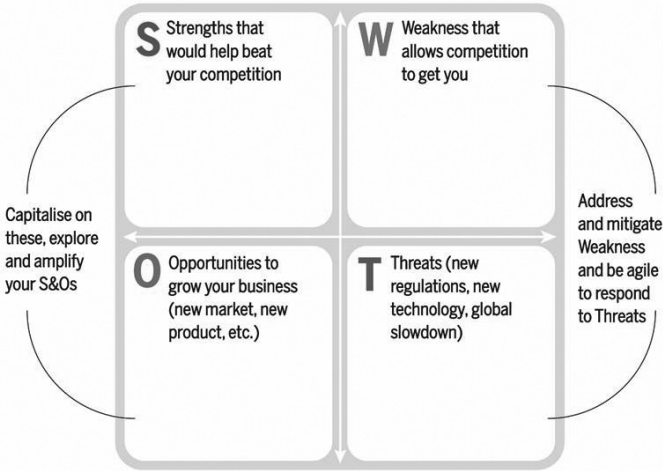 S Strengths that
would help beat
your competition
W Weakness that
allows competition
to get you
Capitalise on
these, explore
and amplify
your S&Os
Address
and mitigate
Weakness
and be agile
to respond
to Threats
O Opportunities to
grow your business
(new market, new
product, etc.)
T Threats (new
regulations, new
technology, global
slowdown)